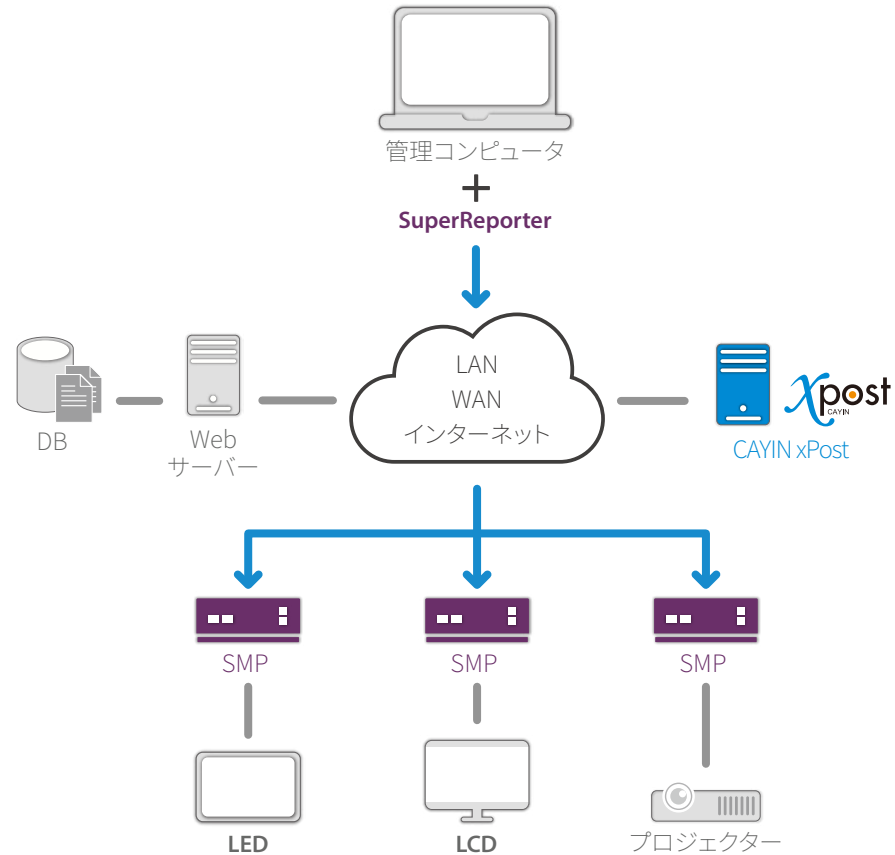 管理コンピュータ
+
SuperReporter
LAN
WAN
インターネット
DB
Web
サーバー
Xpost
CAYIN
CAYIN xPost
SMP
SMP
SMP
LED
LCD
プロジェクター